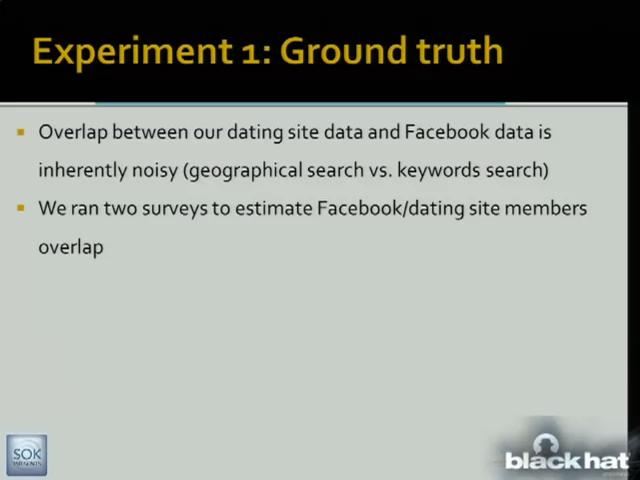 Experiment 1: Ground truth
Overlap between our dating site data and Facebook data is
inherently noisy (geographical search vs. keywords search)
We ran two surveys to estimate Facebook/dating site members
overlap
SOK
PRESENTS
black hat